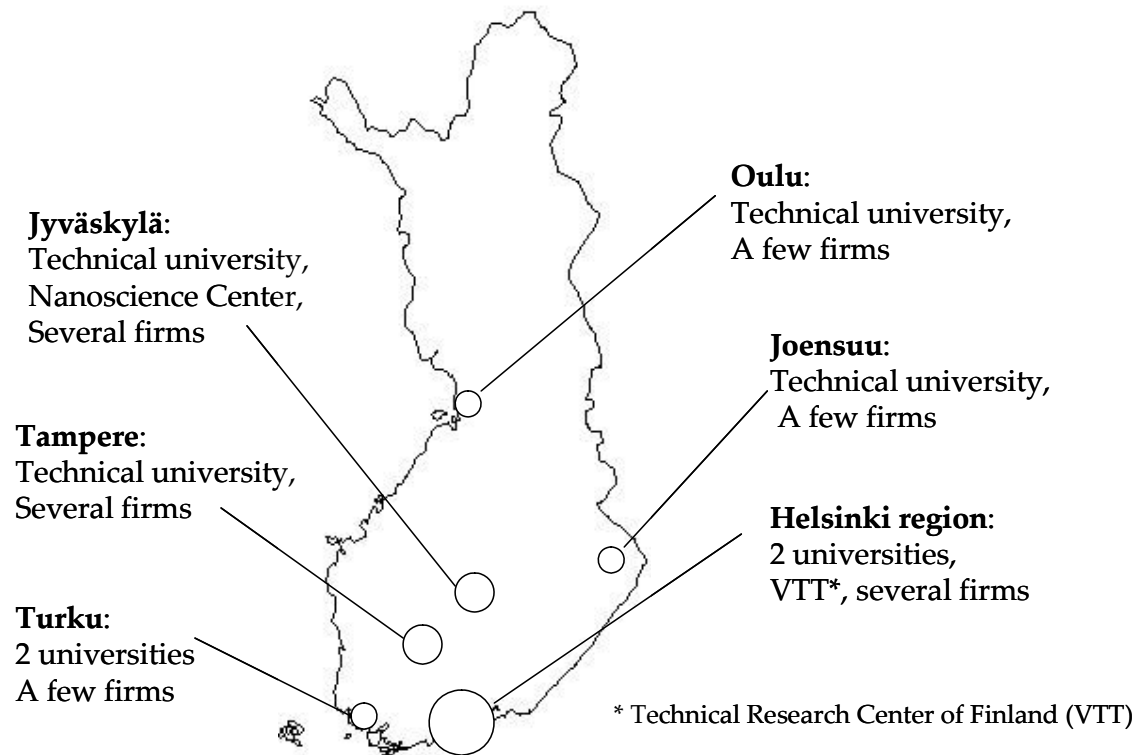 Jyväskylä:
Technical university,
Nanoscience Center,
Several firms
Tampere:
Technical university,
Several firms
Turku:
2 universities
A few firms
Oulu:
Technical university,
A few firms
Joensuu:
Technical university,
A few firms
Helsinki region:
2 universities,
VTT*, several firms
* Technical Research Center of Finland (VTT)